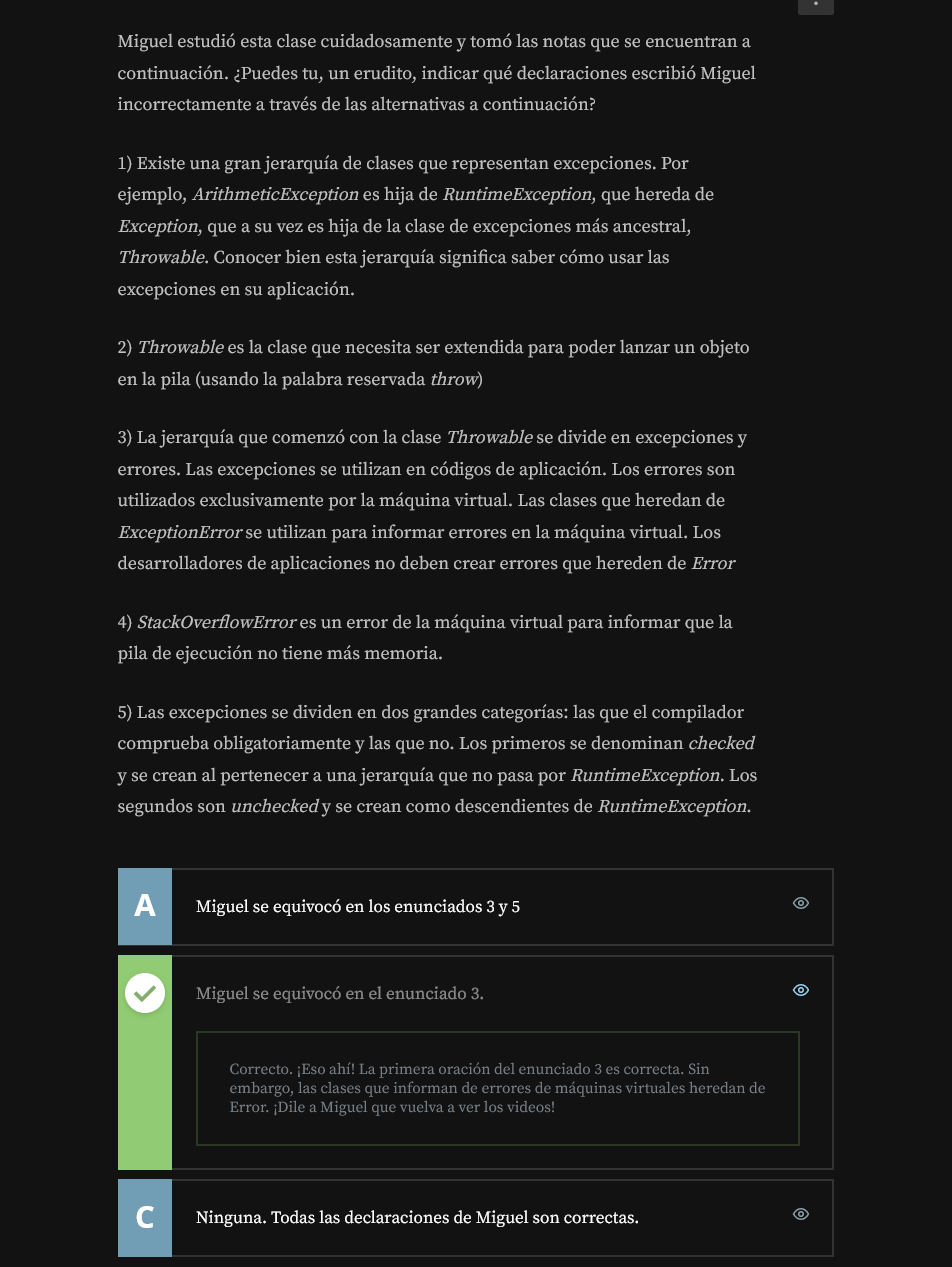 Miguel estudió esta clase cuidadosamente y tomó las notas que se encuentran a
continuación. ¿Puedes tu, un erudito, indicar qué declaraciones escribió Miguel
incorrectamente a través de las alternativas a continuación?
1) Existe una gran jerarquía de clases que representan excepciones. Por
ejemplo, ArithmeticException es hija de RuntimeException, que hereda de
Exception, que a su vez es hija de la clase de excepciones más ancestral,
Throwable. Conocer bien esta jerarquía significa saber cómo usar las
excepciones en su aplicación.
2) Throwable es la clase que necesita ser extendida para poder lanzar un objeto
en la pila (usando la palabra reservada throw)
3) La jerarquía que comenzó con la clase Throwable se divide en excepciones y
errores. Las excepciones se utilizan en códigos de aplicación. Los errores son
utilizados exclusivamente por la máquina virtual. Las clases que heredan de
ExceptionError se utilizan para informar errores en la máquina virtual. Los
desarrolladores de aplicaciones no deben crear errores que hereden de Error
4) StackOverflowError es un error de la máquina virtual para informar que la
pila de ejecución no tiene más memoria.
5) Las excepciones se dividen en dos grandes categorías: las que el compilador
comprueba obligatoriamente y las que no. Los primeros se denominan checked
y se crean al pertenecer a una jerarquía que no pasa por RuntimeException. Los
segundos son unchecked y se crean como descendientes de RuntimeException.
A Miguel se equivocó en los enunciados 3 y 5
Miguel se equivocó en el enunciado 3.
Correcto. ¡Eso ahí! La primera oración del enunciado 3 es correcta. Sin
embargo, las clases que informan de errores de máquinas virtuales heredan de
Error. ¡Dile a Miguel que vuelva a ver los videos!
C Ninguna. Todas las declaraciones de Miguel son correctas.